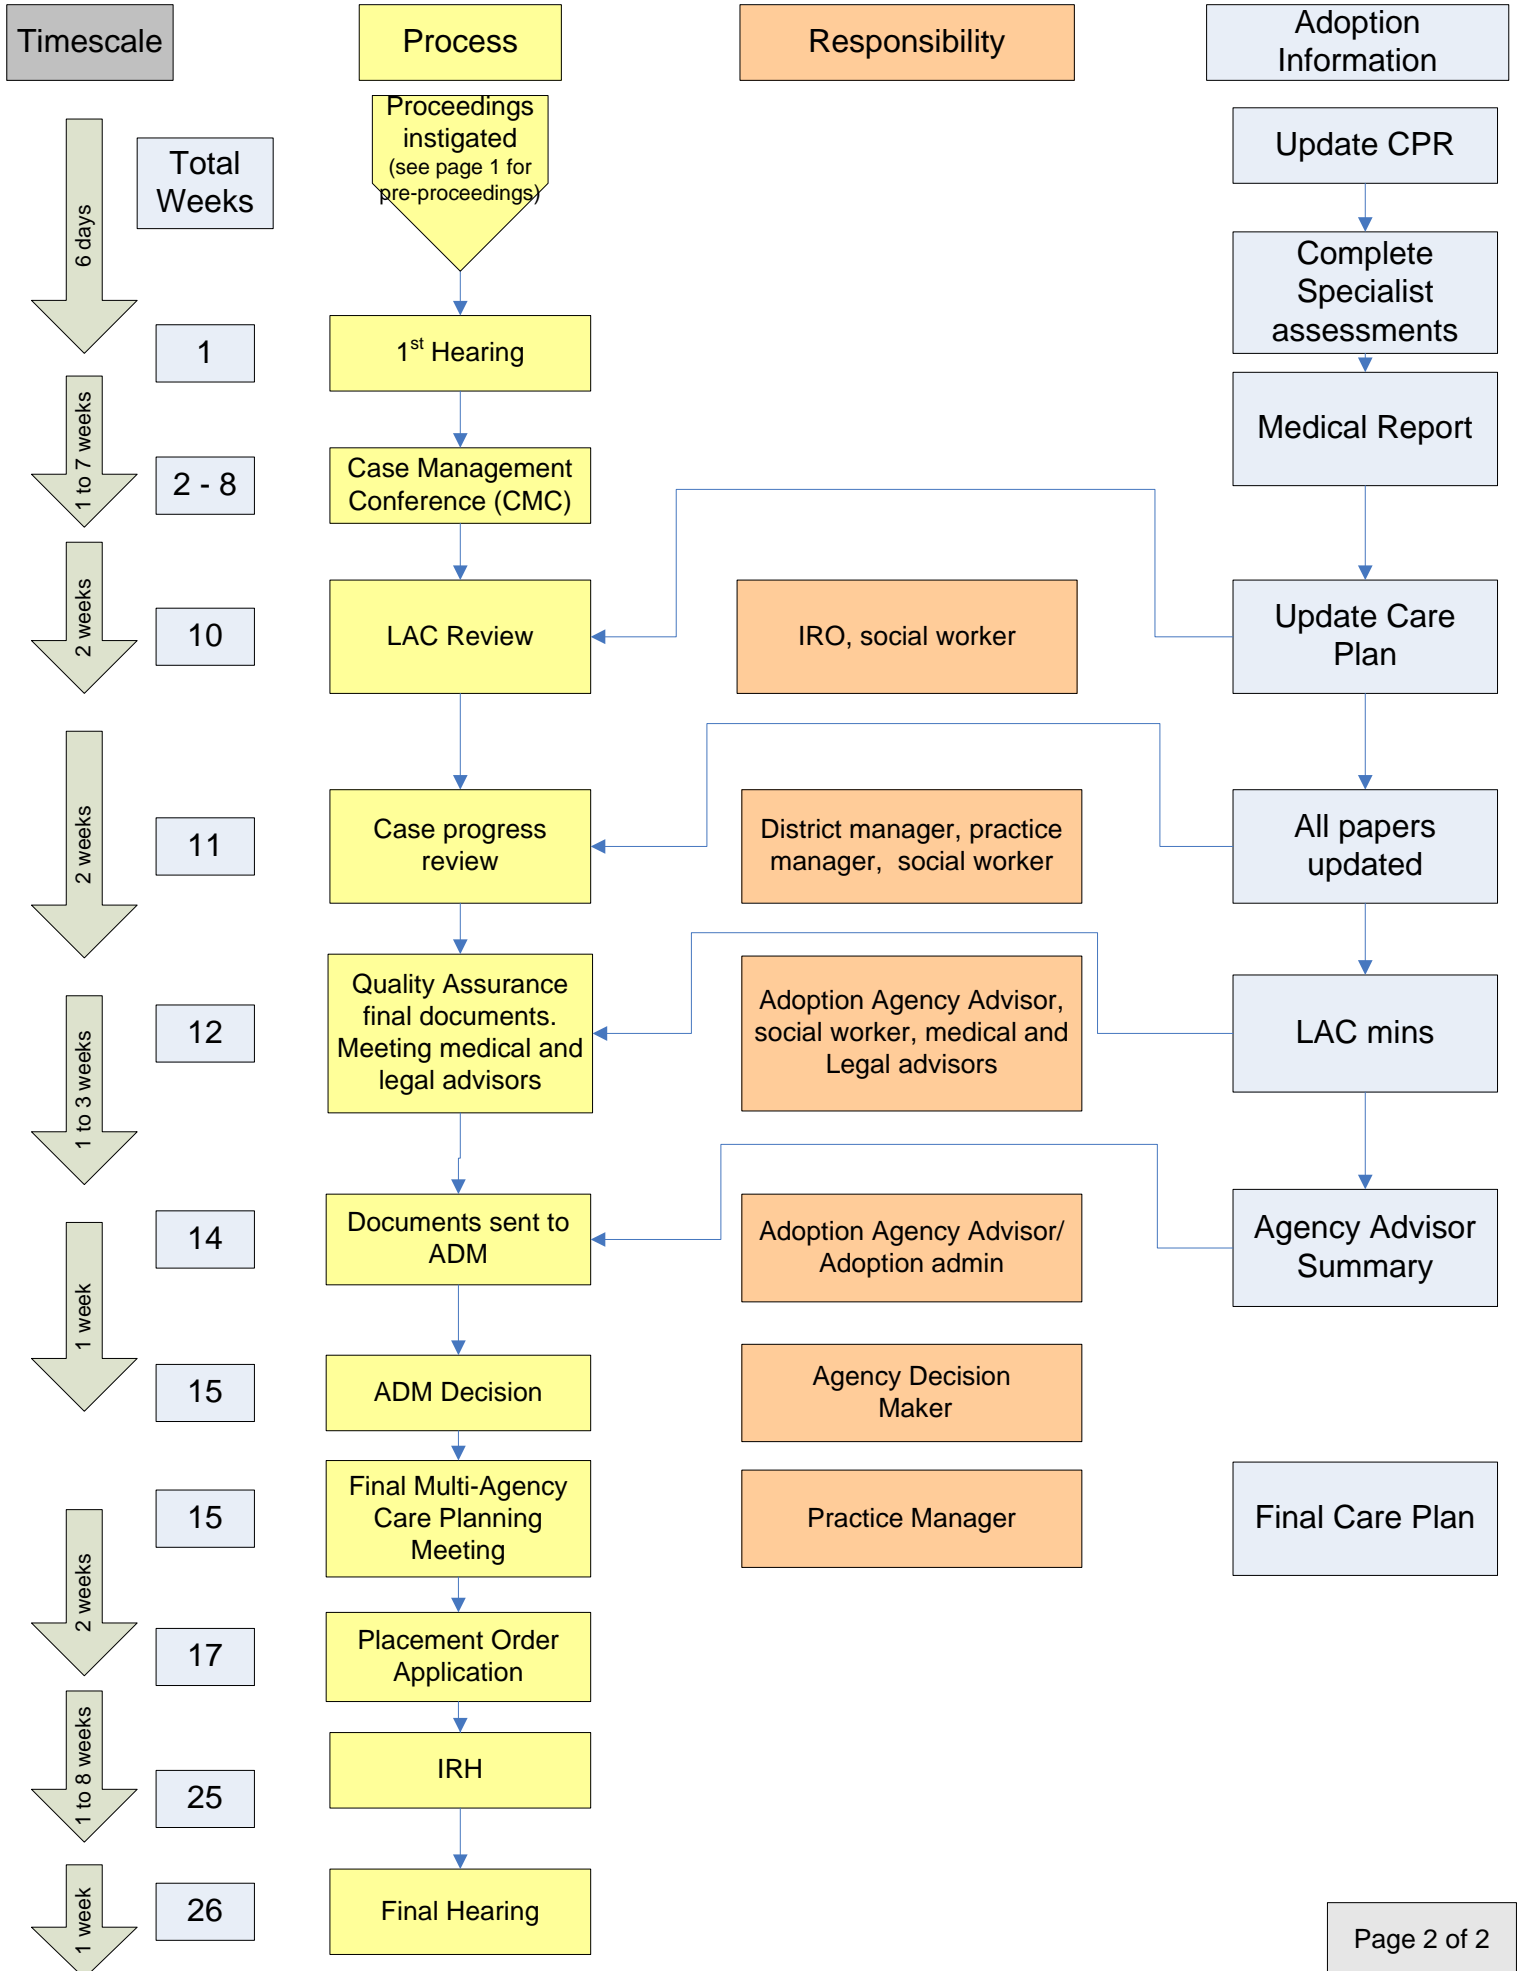 Timescale
Process
Responsibility
Adoption
Information
6 days
Total
Weeks
Proceedings
instigated
(see page 1 for
pre-proceedings)
Update CPR
Complete
Specialist
assessments
1
1st Hearing
Medical Report
1 to 7 weeks
2 - 8
Case Management
Conference (CMC)
2 weeks
10
LAC Review
IRO, social worker
Update Care
Plan
2 weeks
11
Case progress
review
District manager, practice
manager,  social worker
All papers
updated
1 to 3 weeks
12
Quality Assurance
final documents.
Meeting medical and
legal advisors
Adoption Agency Advisor,
social worker, medical and
Legal advisors
LAC mins
1 week
14
Documents sent to
ADM
Adoption Agency Advisor/
Adoption admin
Agency Advisor
Summary
15
ADM Decision
Agency Decision
Maker
2 weeks
15
Final Multi-Agency
Care Planning
Meeting
Practice Manager
Final Care Plan
17
Placement Order
Application
1 to 8 weeks
25
IRH
1 week
26
Final Hearing
Page 2 of 2